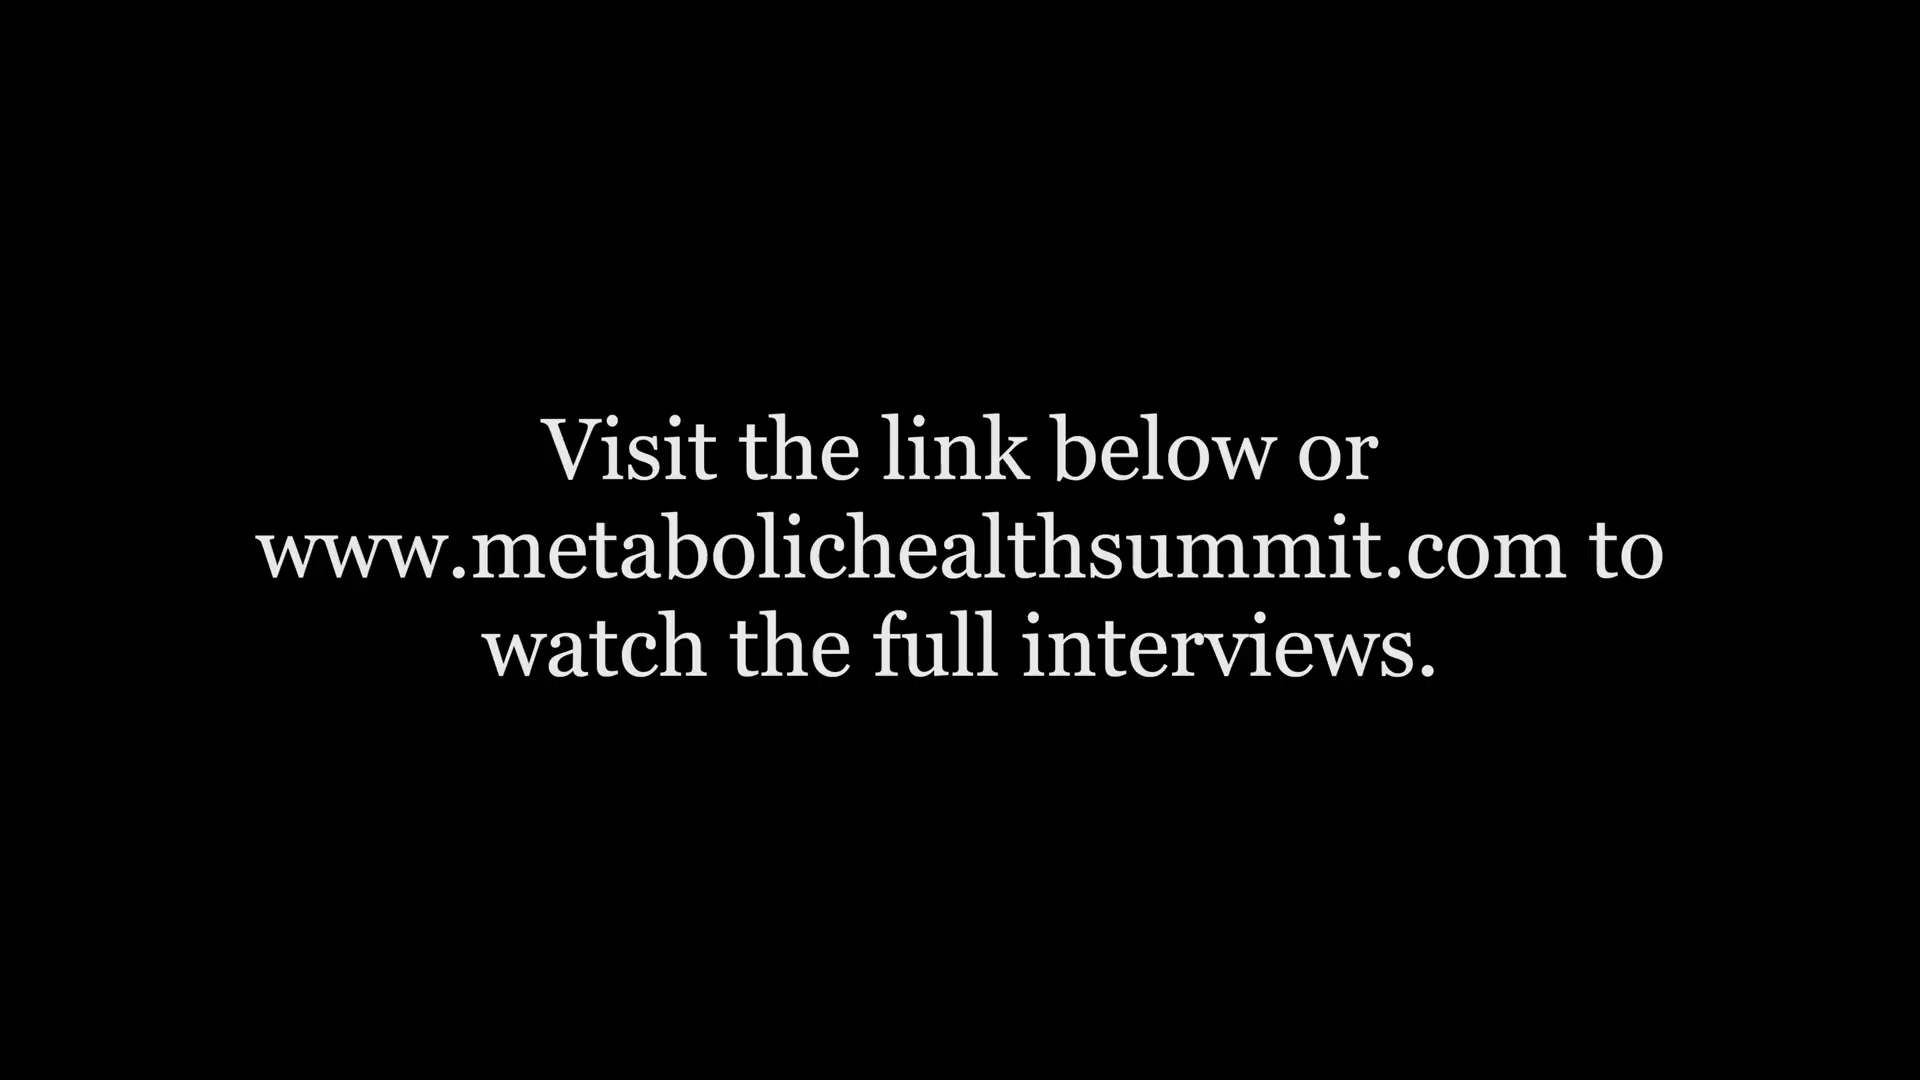 Visit the link below or
www.metabolichealthsummit.com to
watch the full interviews.